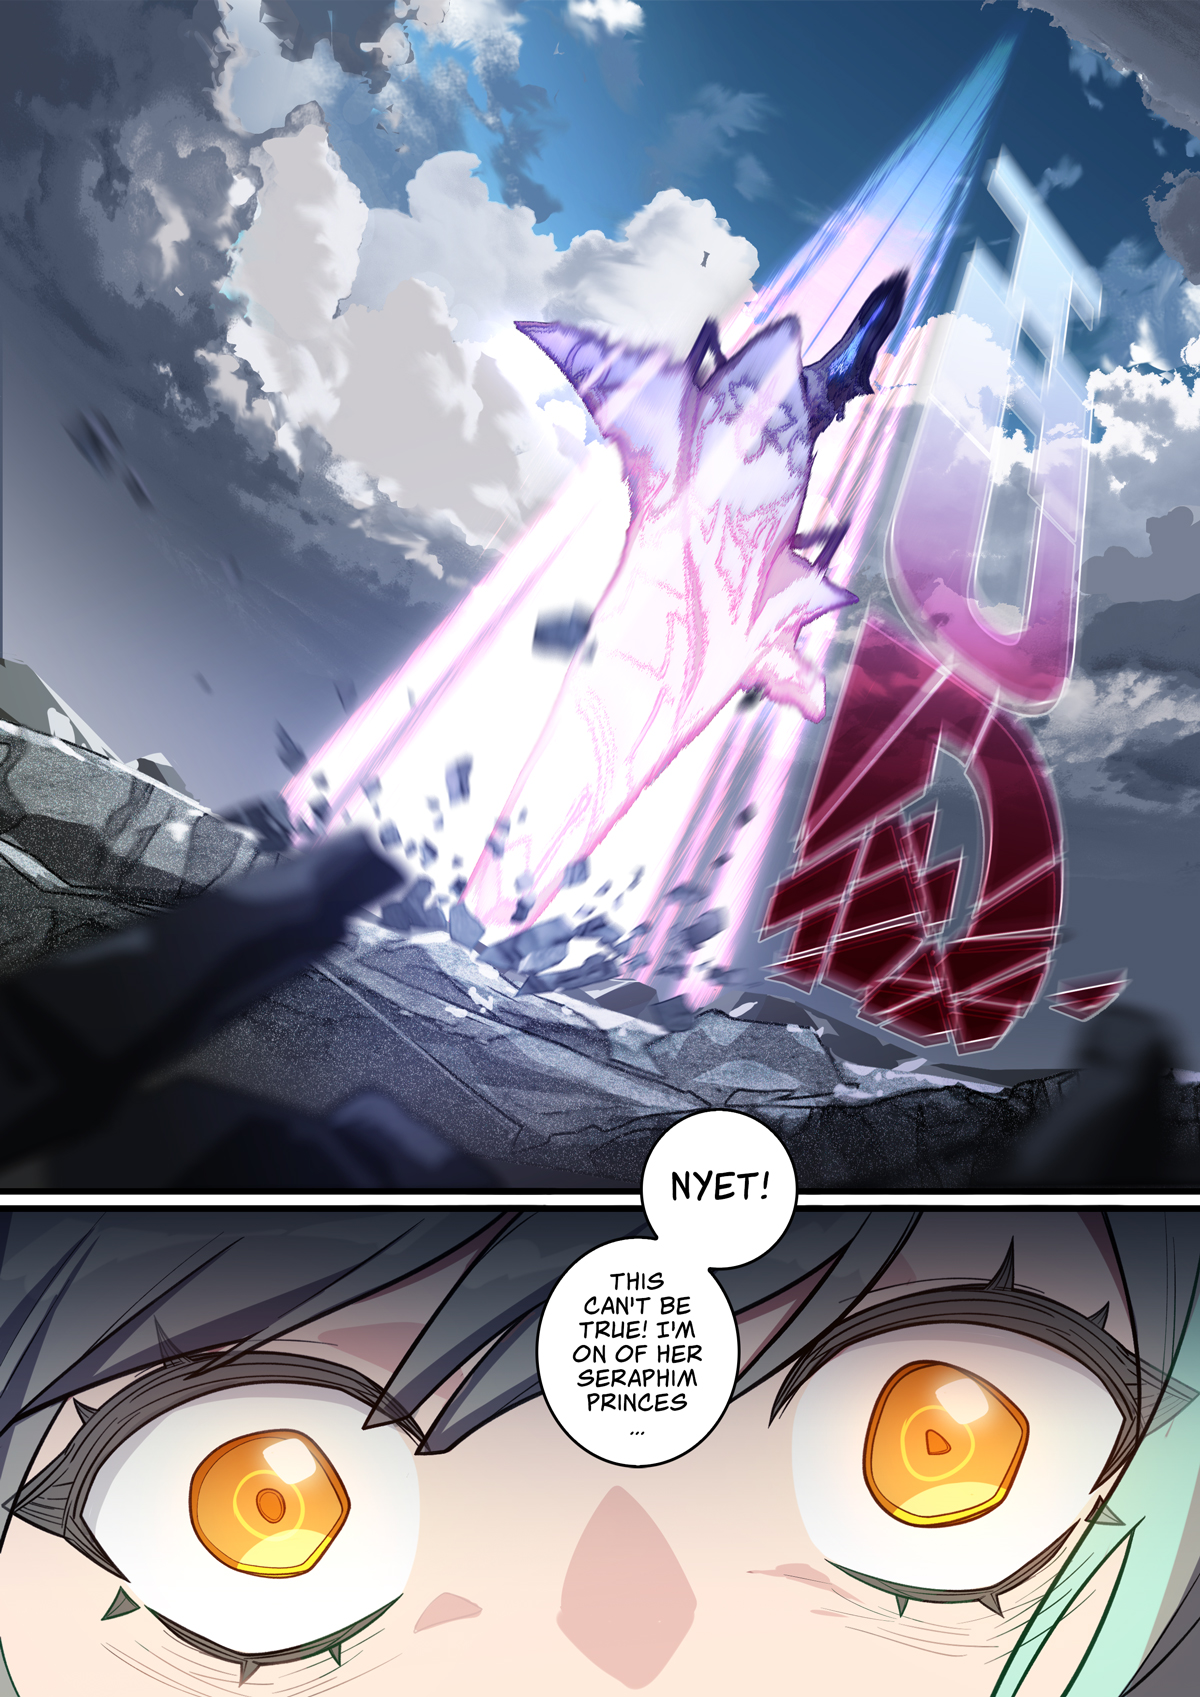 NYET!
THIS
CAN'T BE
TRUE! I'M
ON OF HER
SERAPHIM
PRINCES
...